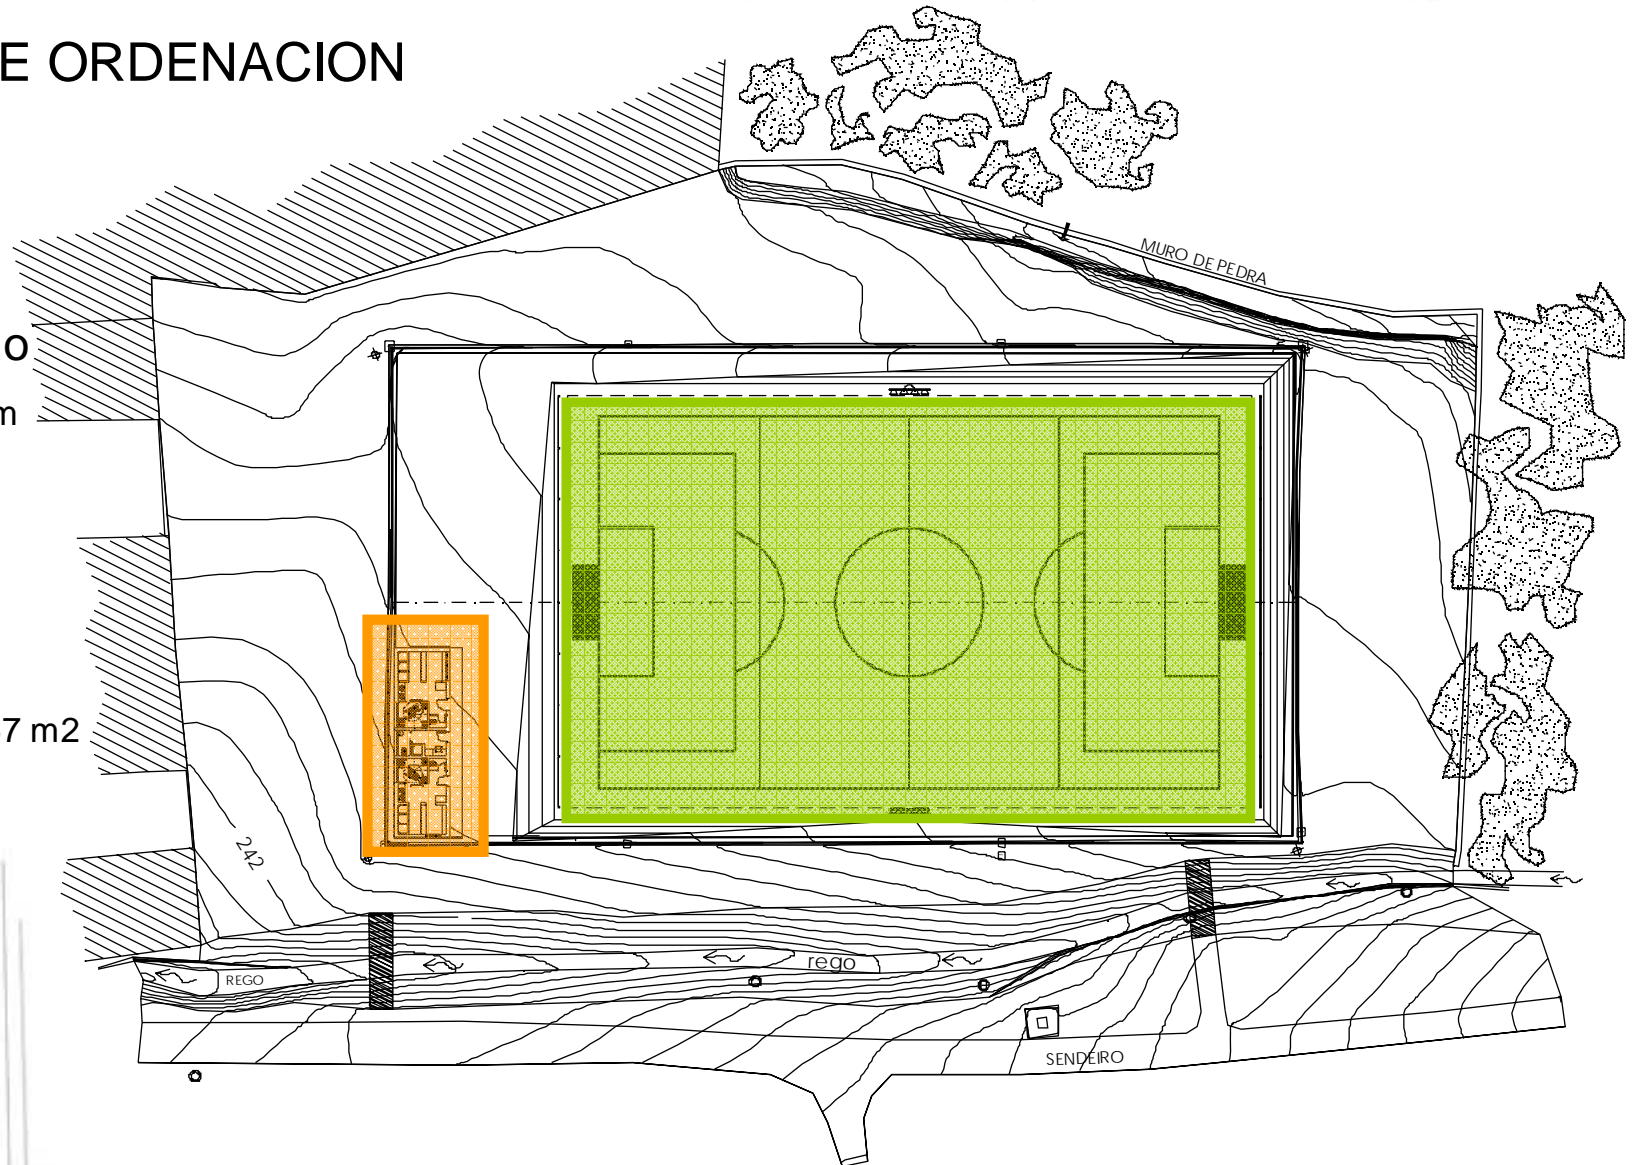 E ORDENACION
MURO DE PEDRA
O
m
7 m2
242
rego
REGO
SENDEIRO